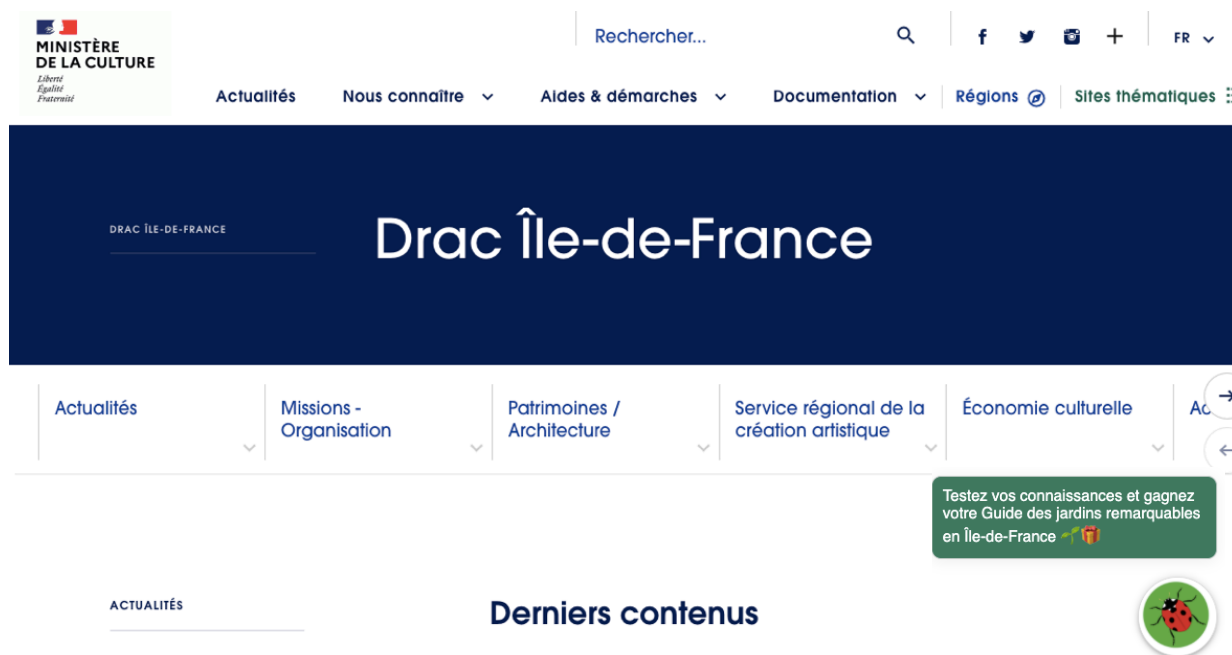 MINISTÈRE
DE LA CULTURE
Liberté
Égalité
Fraternité
Rechercher...
FR
Actualités
Nous connaître
Aides & démarches
Documentation
Régions
Sites thématiques
DRAC ÎLE-DE-FRANCE
Drac Île-de-France
Actualités
Missions -
Organisation
Patrimoines /
Architecture
Service régional de la
création artistique
Économie culturelle
Testez vos connaissances et gagnez
votre Guide des jardins remarquables
en Île-de-France 🌱🎁
ACTUALITÉS
Derniers contenus